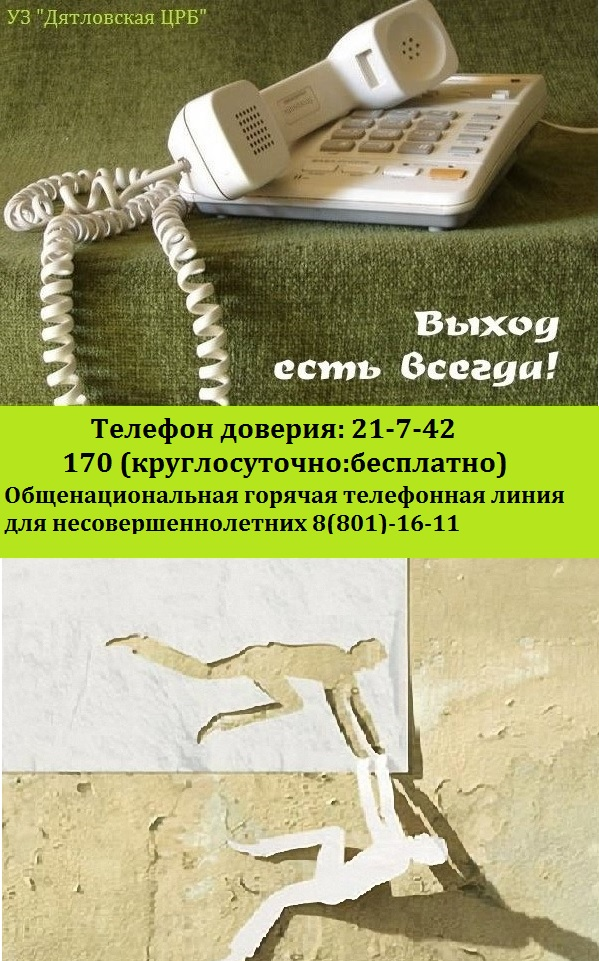 УЗ "Дятловская ЦРБ"
Выход
есть всегда!
Телефон доверия: 21-7-42
170 (круглосуточно:бесплатно)
Общенациональная горячая телефонная линия
для несовершеннолетних 8(801)-16-11